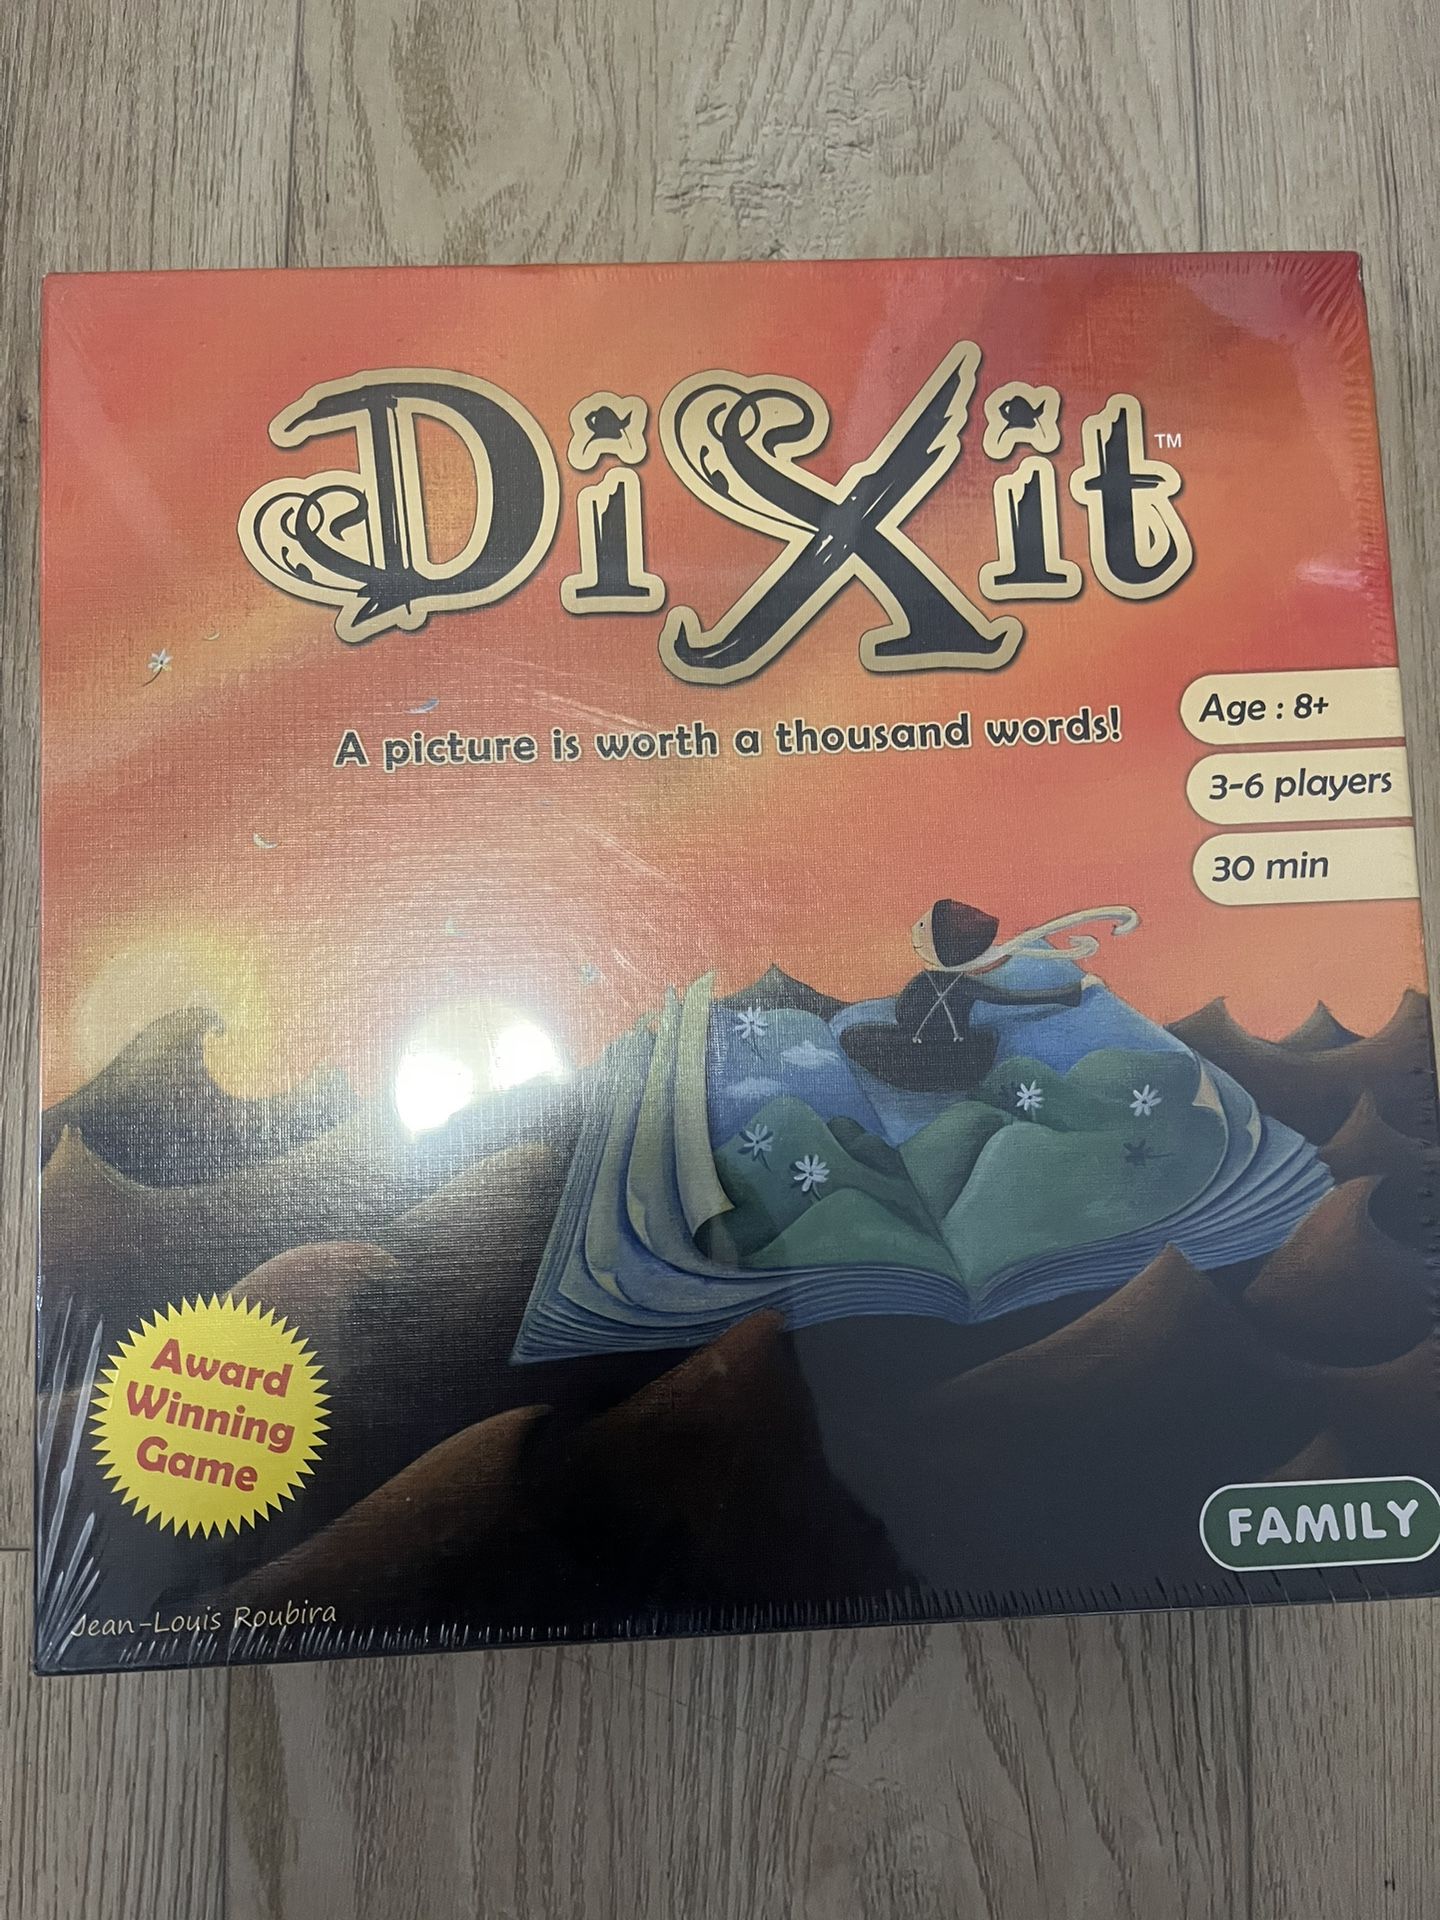 DiXit™
A picture is worth a thousand words!
Age : 8+
3-6 players
30 min
Award
Winning
Game
FAMILY
Jean-Louis Roubira